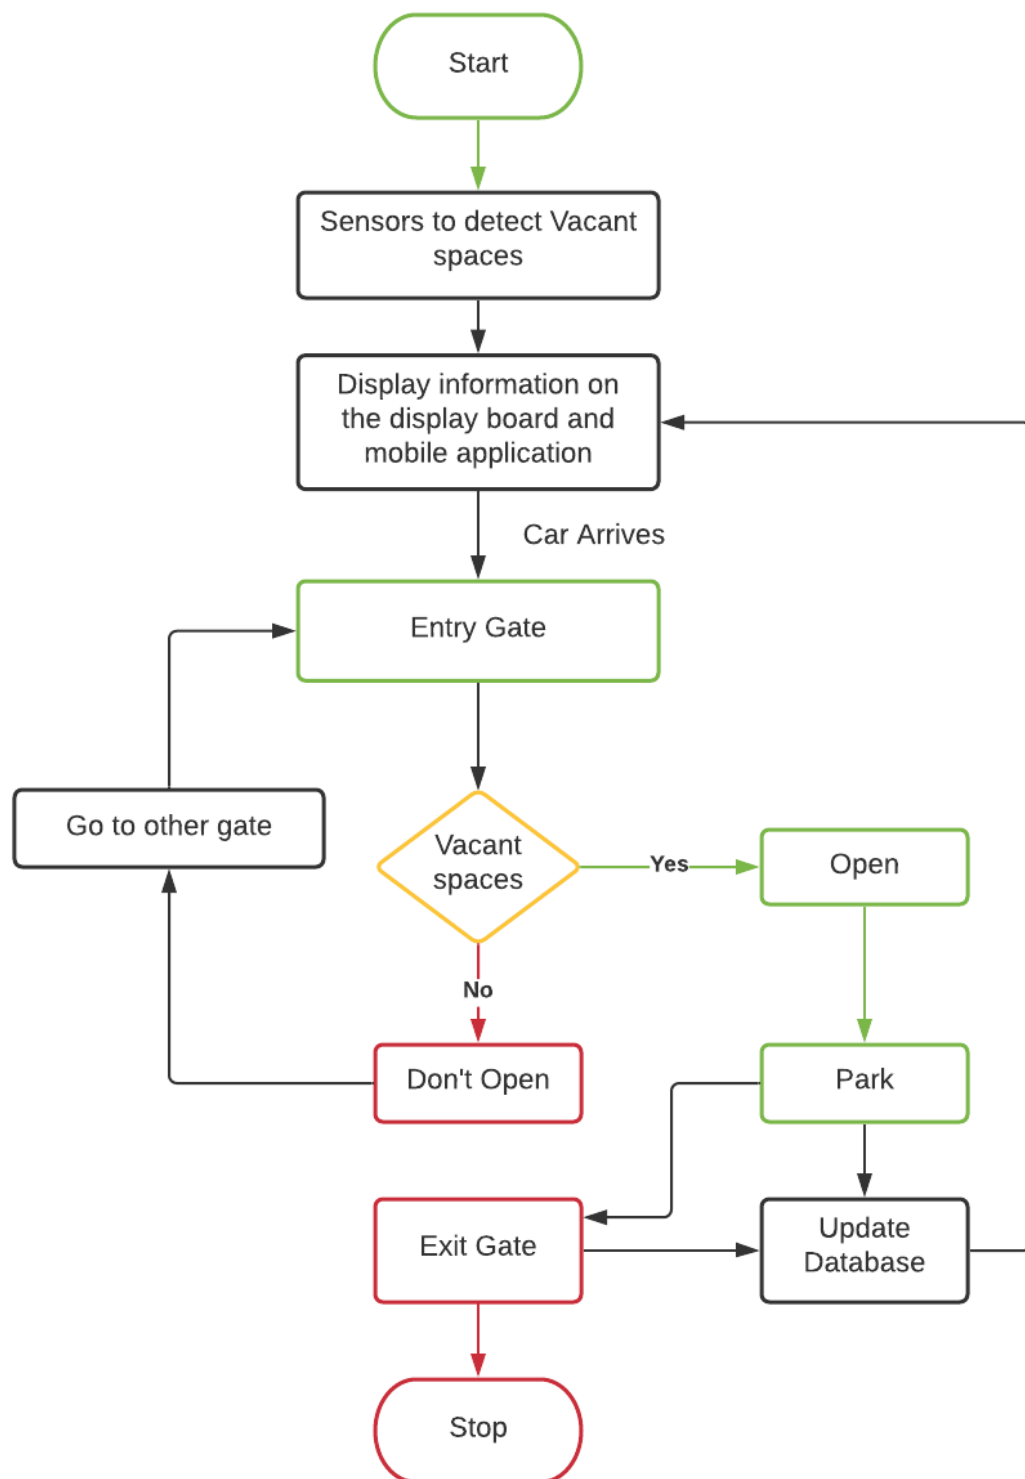 Start
Sensors to detect Vacant
spaces
Display information on
the display board and
mobile application
Car Arrives
Entry Gate
Go to other gate
Vacant
spaces
Yes
Open
No
Don't Open
Park
Exit Gate
Update
Database
Stop